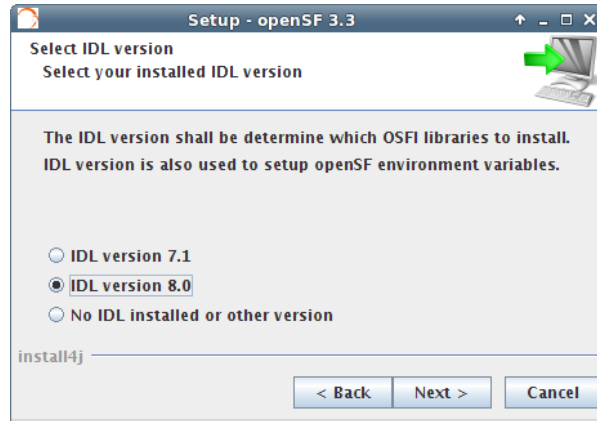 Setup - openSF 3.3
Select IDL version
Select your installed IDL version
The IDL version shall be determine which OSFI libraries to install.
IDL version is also used to setup openSF environment variables.
IDL version 7.1
IDL version 8.0
No IDL installed or other version
install4j
< Back Next > Cancel